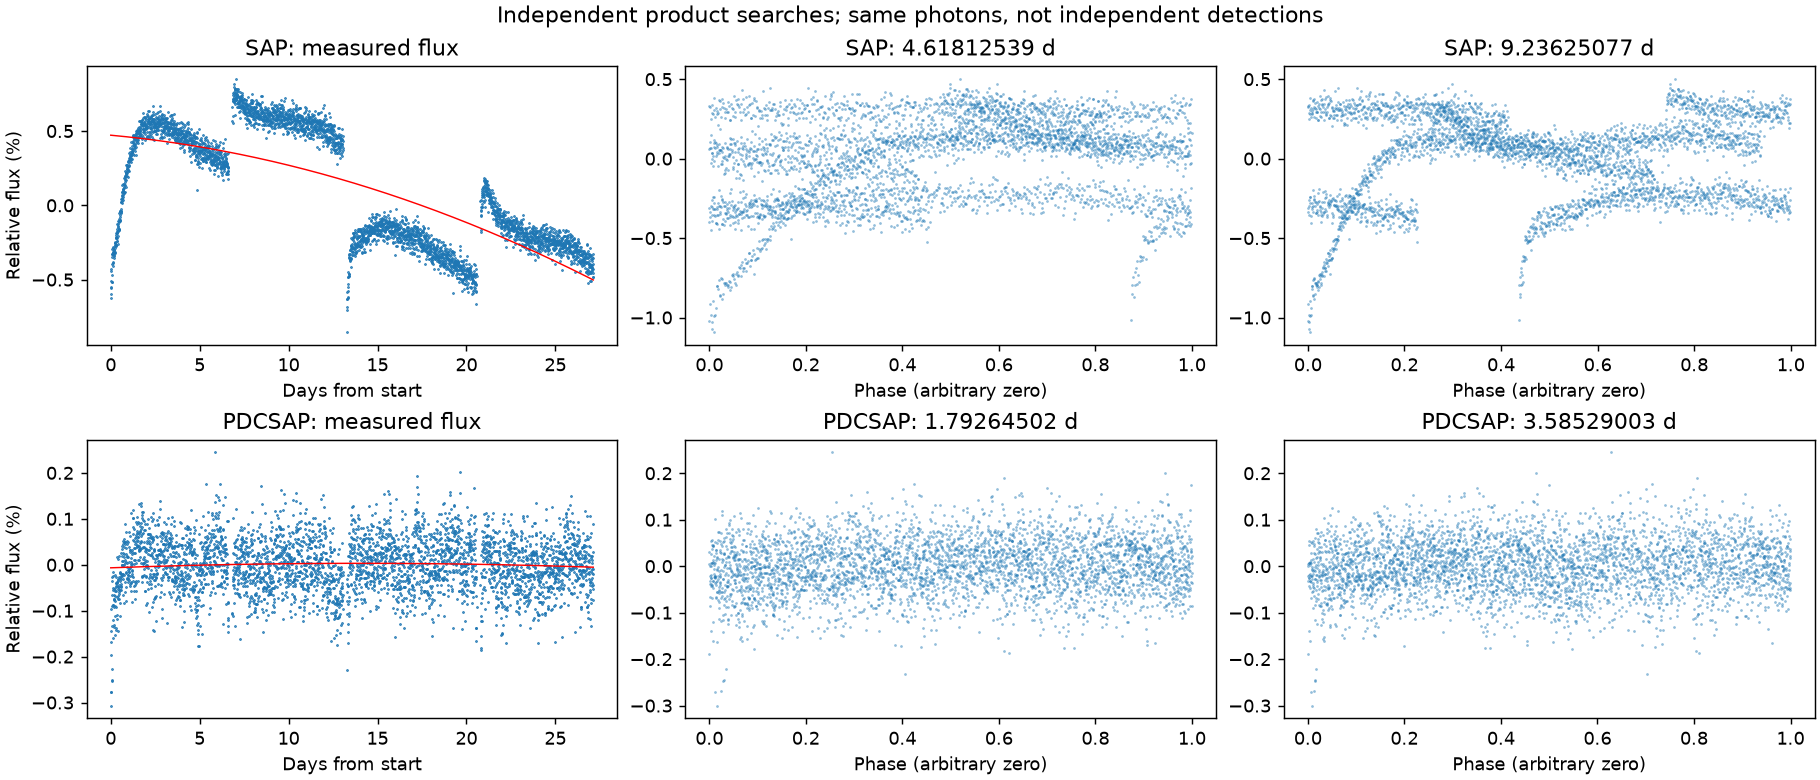 Independent product searches; same photons, not independent detections
SAP: measured flux
Relative flux (%)
0.5
0.0
−0.5
0 5 10 15 20 25
Days from start
SAP: 4.61812539 d
0.5
0.0
−0.5
−1.0
0.0 0.2 0.4 0.6 0.8 1.0
Phase (arbitrary zero)
SAP: 9.23625077 d
0.5
0.0
−0.5
−1.0
0.0 0.2 0.4 0.6 0.8 1.0
Phase (arbitrary zero)
PDCSAP: measured flux
Relative flux (%)
0.2
0.1
0.0
−0.1
−0.2
−0.3
0 5 10 15 20 25
Days from start
PDCSAP: 1.79264502 d
0.2
0.1
0.0
−0.1
−0.2
−0.3
0.0 0.2 0.4 0.6 0.8 1.0
Phase (arbitrary zero)
PDCSAP: 3.58529003 d
0.2
0.1
0.0
−0.1
−0.2
−0.3
0.0 0.2 0.4 0.6 0.8 1.0
Phase (arbitrary zero)